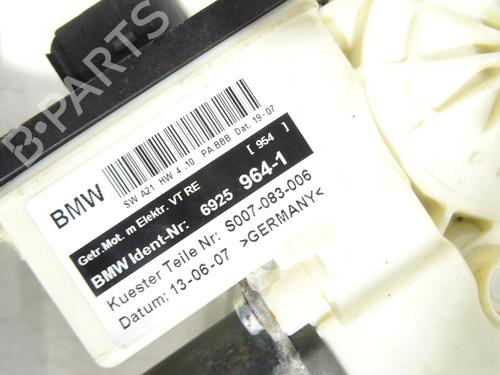 B-PARTS
BMW
SW A21 HW 4.10 PA BBB Dat. 19-07
Getr.Mot. m Elektr. VT RE [ 954 ]
BMW Ident-Nr: 6925 964-1
Kuester Teile Nr: S007-083-006
Datum: 13-06-07 >GERMANY<